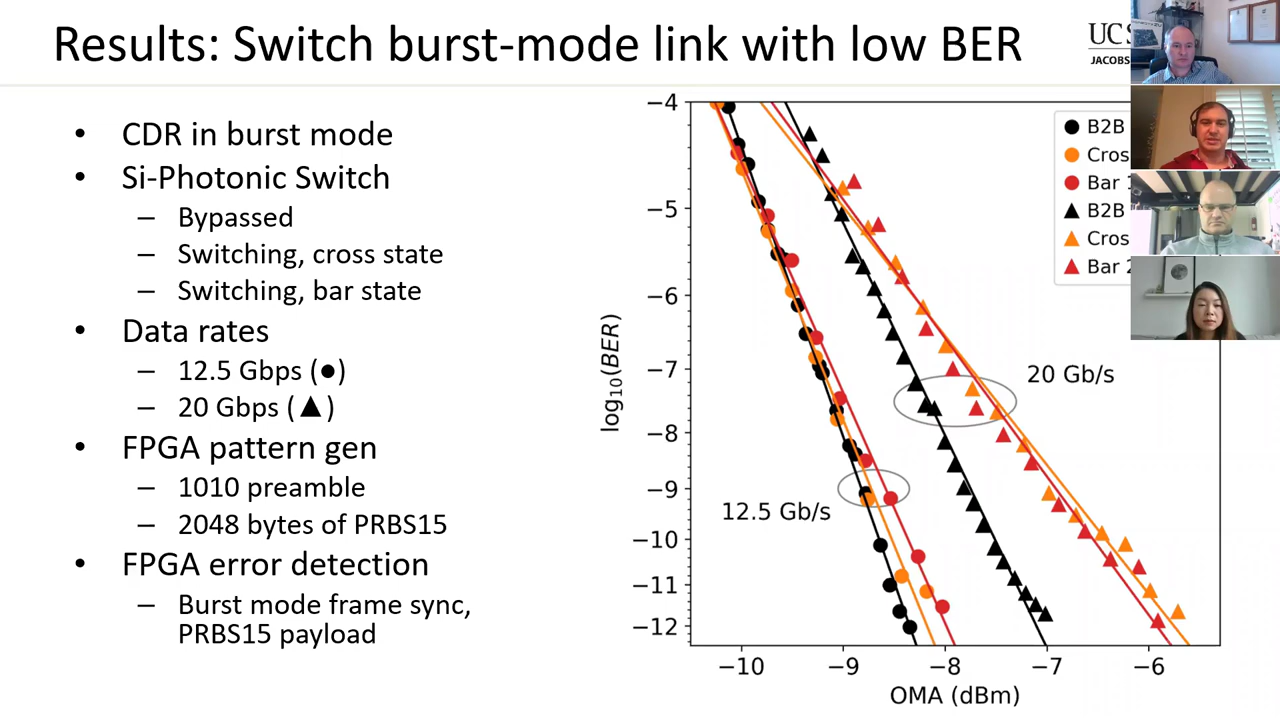 Results: Switch burst-mode link with low BER
JACOBS
• CDR in burst mode
• Si-Photonic Switch
– Bypassed
– Switching, cross state
– Switching, bar state
• Data rates
– 12.5 Gbps (●)
– 20 Gbps (▲)
• FPGA pattern gen
– 1010 preamble
– 2048 bytes of PRBS15
• FPGA error detection
– Burst mode frame sync,
PRBS15 payload
log₁₀(BER)
−4
−5
−6
−7
−8
−9
−10
−11
−12
B2B
Bar
B2B
Bar
20 Gb/s
12.5 Gb/s
−10
−9
−8
−7
−6
OMA (dBm)